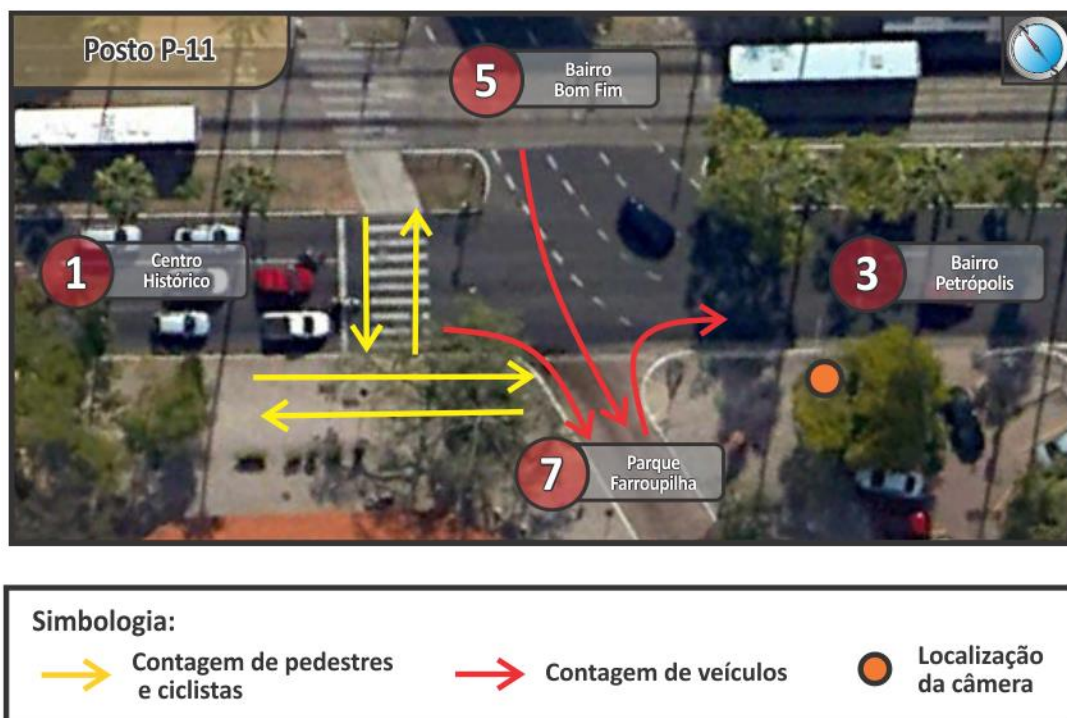 Posto P-11
5
Bairro
Bom Fim
1
Centro
Histórico
3
Bairro
Petrópolis
7
Parque
Farroupilha
Simbologia:
Contagem de pedestres
e ciclistas
Contagem de veículos
Localização
da câmera